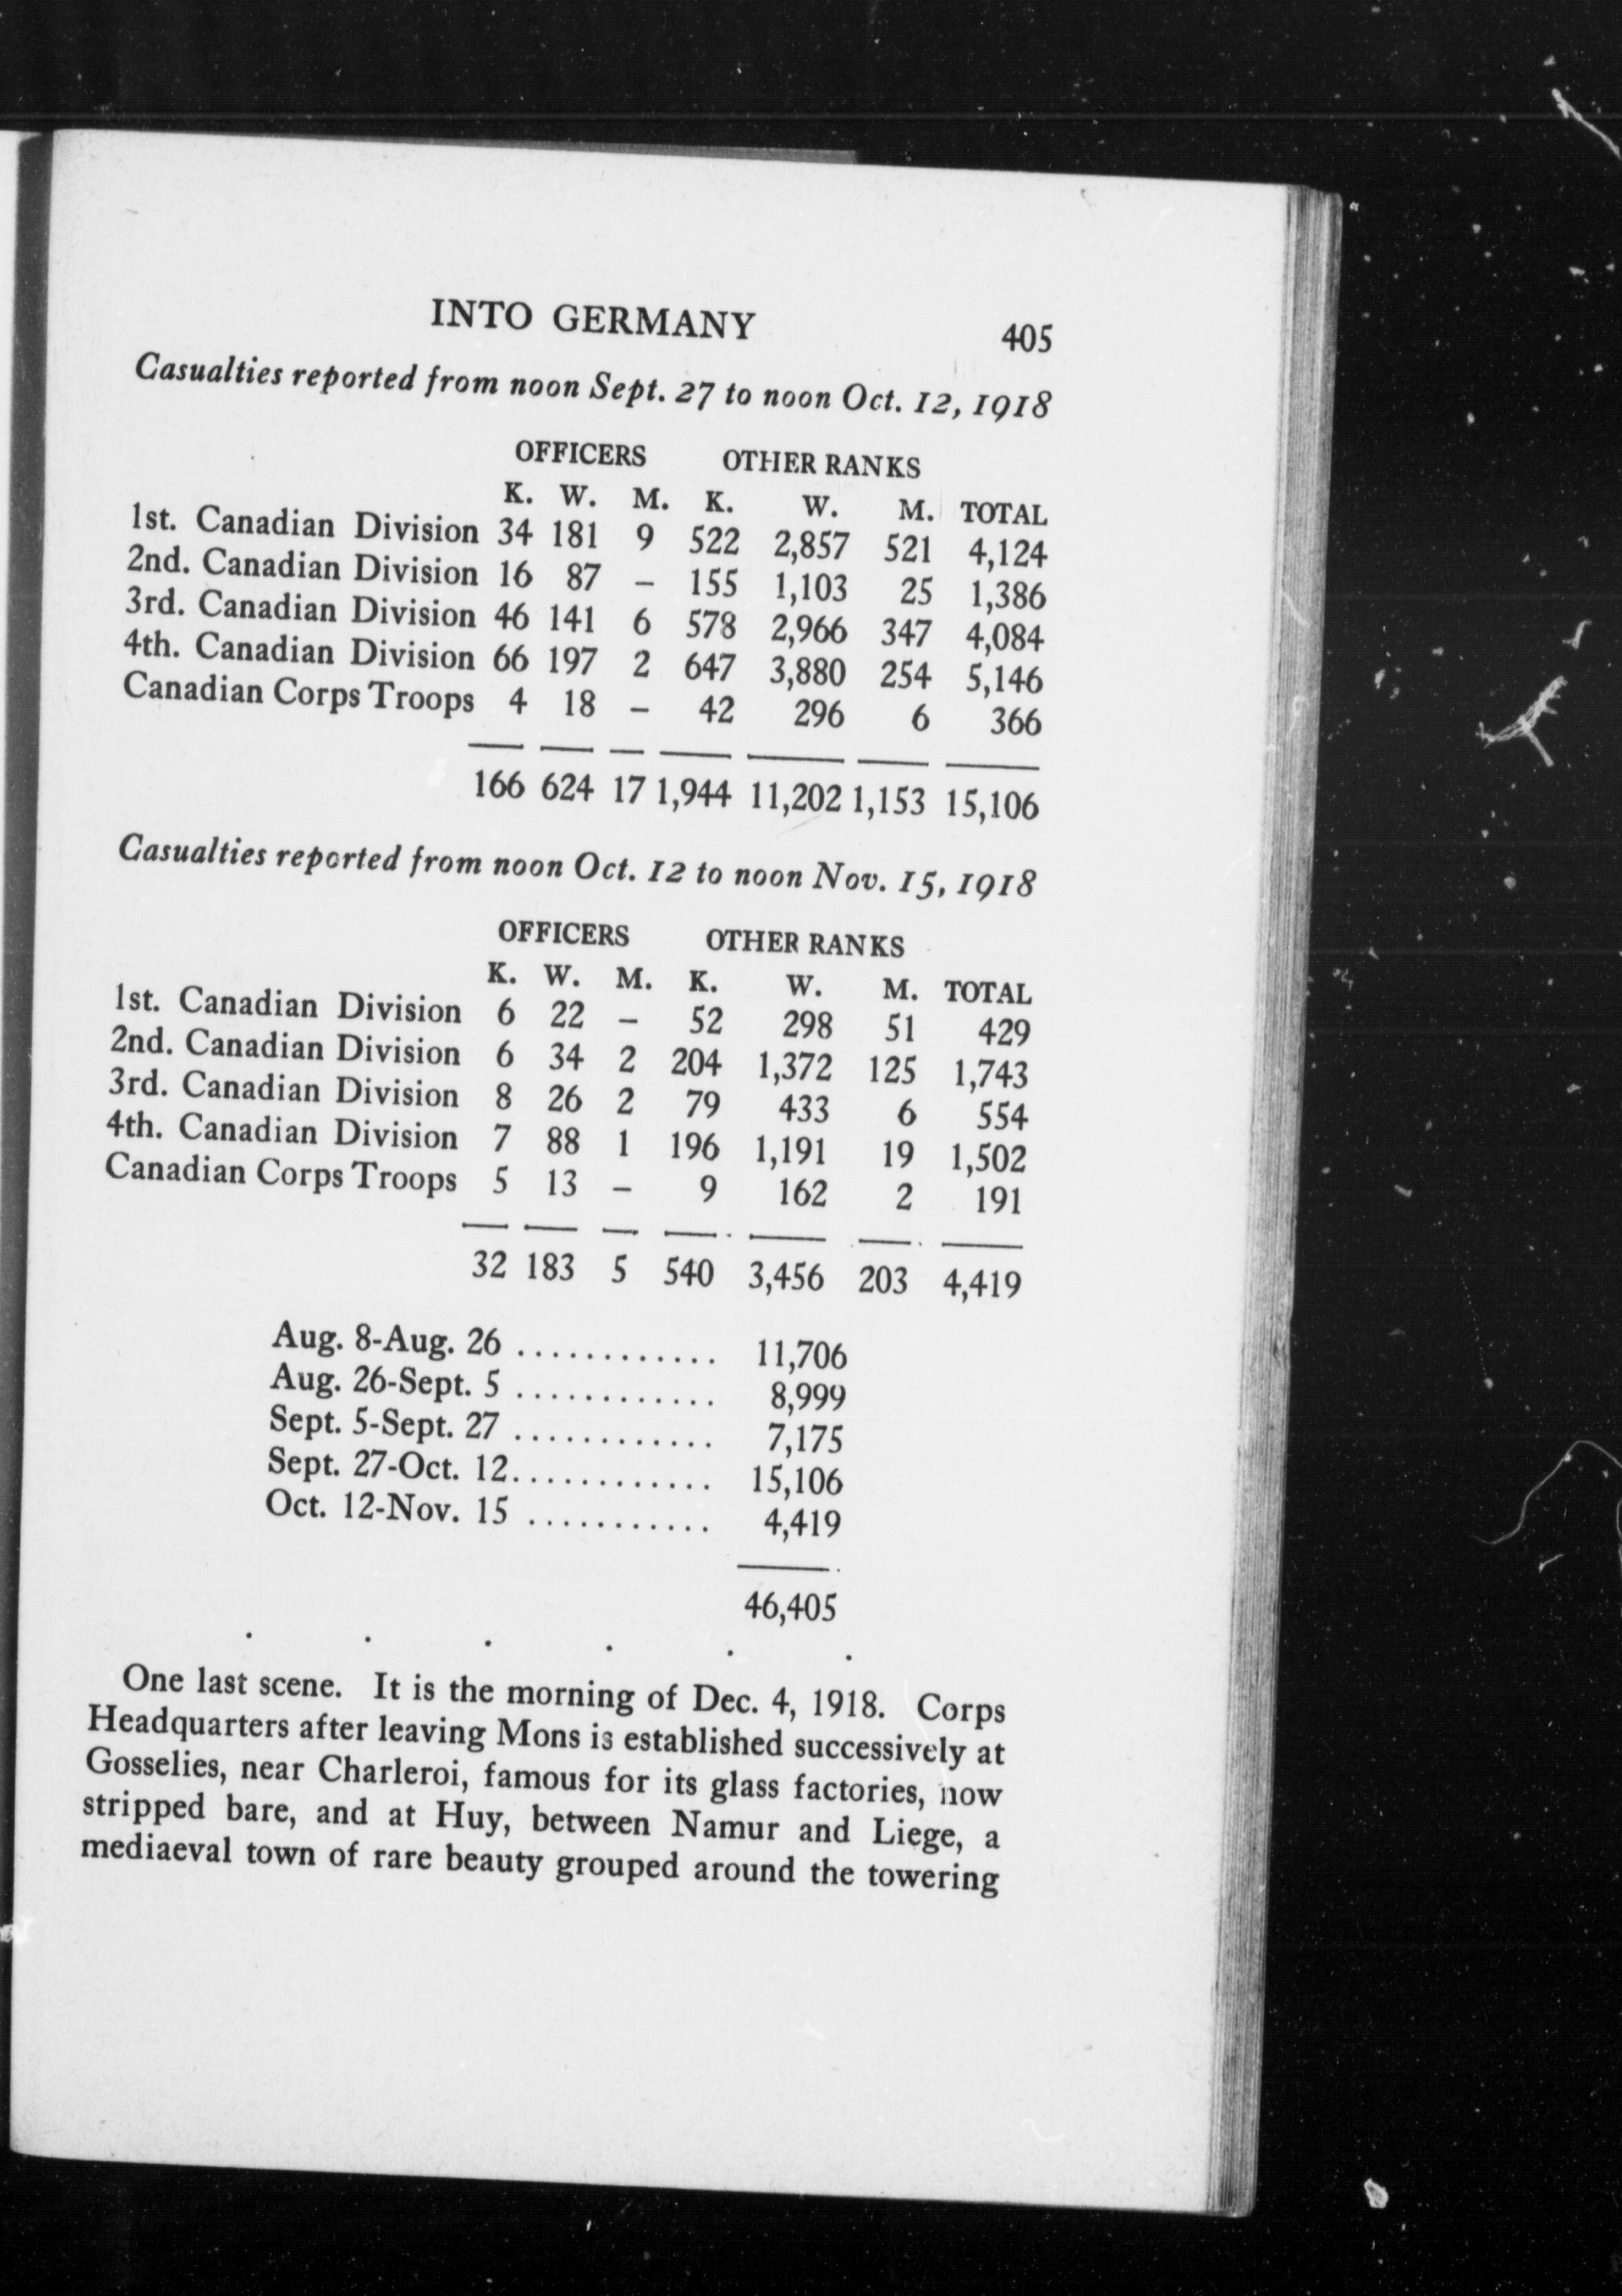 INTO GERMANY 405
Casualties reported from noon Sept. 27 to noon Oct. 12, 1918
OFFICERS OTHER RANKS
K. W. M. K. W. M. TOTAL
1st. Canadian Division 34 181 9 522 2,857 521 4,124
2nd. Canadian Division 16 87 – 155 1,103 25 1,386
3rd. Canadian Division 46 141 6 578 2,966 347 4,084
4th. Canadian Division 66 197 2 647 3,880 254 5,146
Canadian Corps Troops 4 18 – 42 296 6 366
166 624 17 1,944 11,202 1,153 15,106
Casualties reported from noon Oct. 12 to noon Nov. 15, 1918
OFFICERS OTHER RANKS
K. W. M. K. W. M. TOTAL
1st. Canadian Division 6 22 – 52 298 51 429
2nd. Canadian Division 6 34 2 204 1,372 125 1,743
3rd. Canadian Division 8 26 2 79 433 6 554
4th. Canadian Division 7 88 1 196 1,191 19 1,502
Canadian Corps Troops 5 13 – 9 162 2 191
32 183 5 540 3,456 203 4,419
Aug. 8-Aug. 26 ............ 11,706
Aug. 26-Sept. 5 ............ 8,999
Sept. 5-Sept. 27 ............ 7,175
Sept. 27-Oct. 12............ 15,106
Oct. 12-Nov. 15 ........... 4,419
46,405
. . . . . .
One last scene. It is the morning of Dec. 4, 1918. Corps
Headquarters after leaving Mons is established successively at
Gosselies, near Charleroi, famous for its glass factories, now
stripped bare, and at Huy, between Namur and Liege, a
mediaeval town of rare beauty grouped around the towering